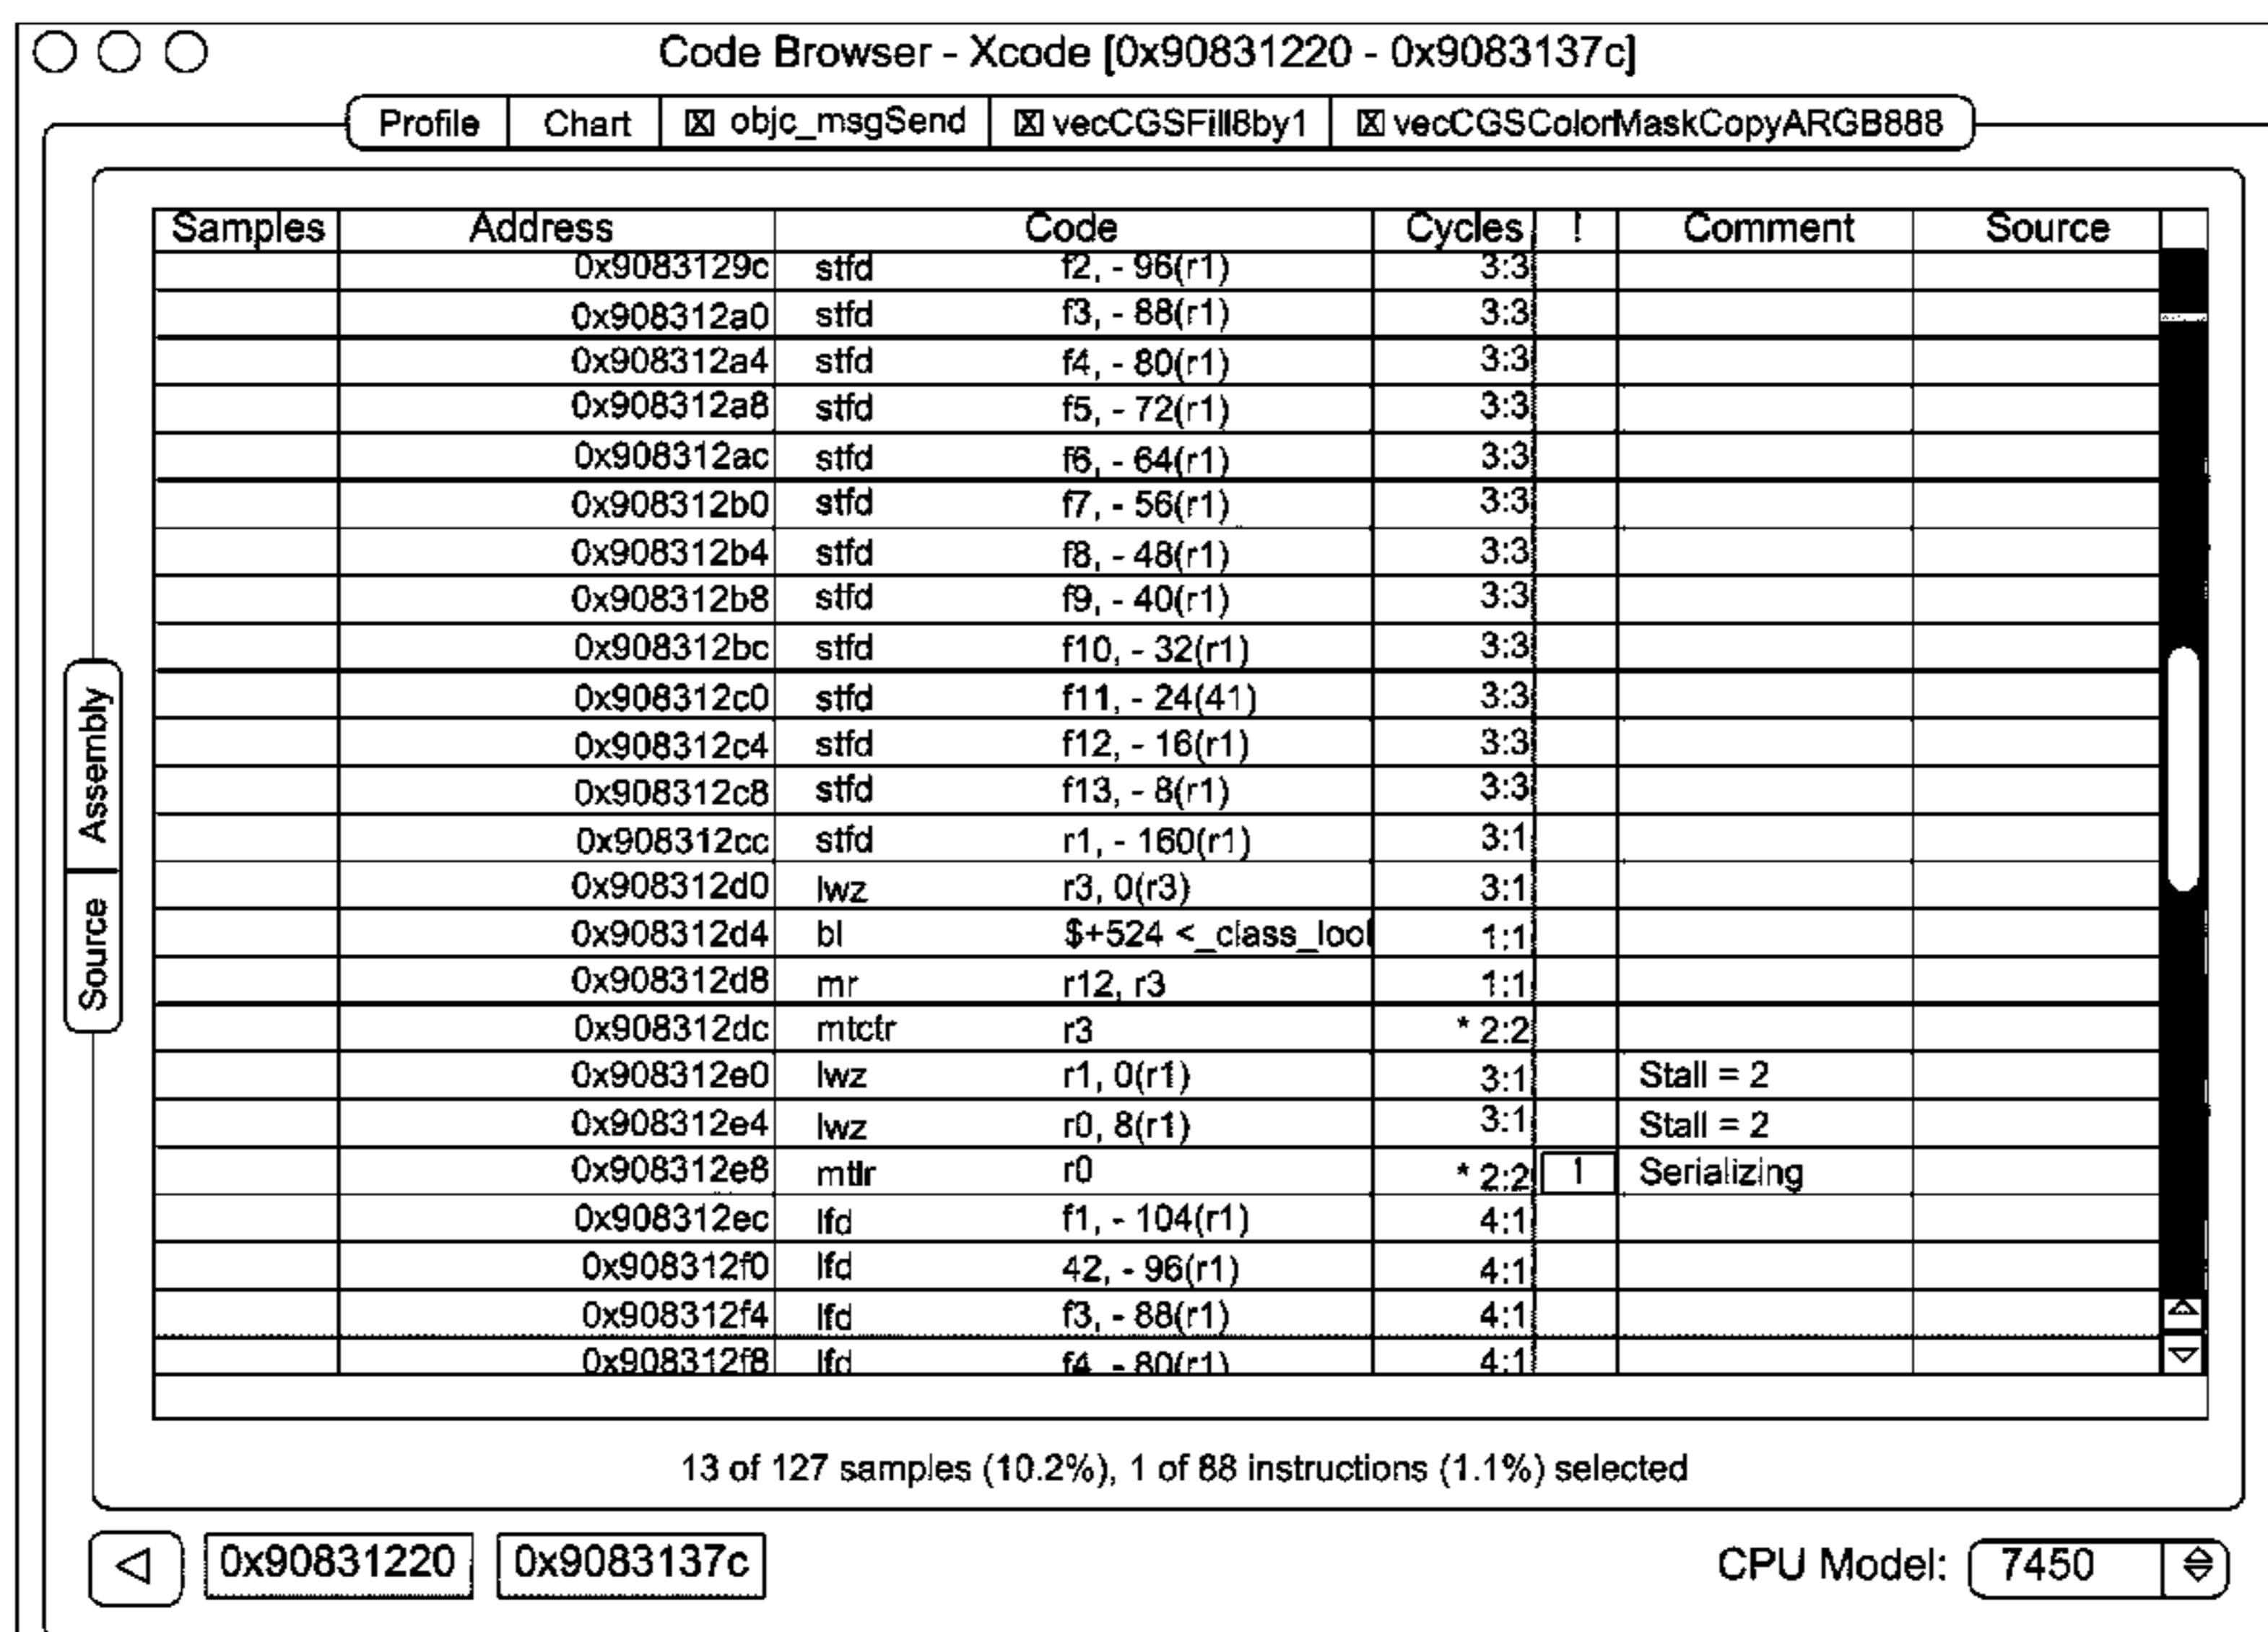 Code Browser - Xcode [0x90831220 - 0x9083137c]
Profile Chart ☒ objc_msgSend ☒ vecCGSFill8by1 ☒ vecCGSColorMaskCopyARGB888
Samples Address Code Cycles ! Comment Source
0x9083129c stfd f2, - 96(r1) 3:3
0x908312a0 stfd f3, - 88(r1) 3:3
0x908312a4 stfd f4, - 80(r1) 3:3
0x908312a8 stfd f5, - 72(r1) 3:3
0x908312ac stfd f6, - 64(r1) 3:3
0x908312b0 stfd f7, - 56(r1) 3:3
0x908312b4 stfd f8, - 48(r1) 3:3
0x908312b8 stfd f9, - 40(r1) 3:3
0x908312bc stfd f10, - 32(r1) 3:3
0x908312c0 stfd f11, - 24(41) 3:3
0x908312c4 stfd f12, - 16(r1) 3:3
0x908312c8 stfd f13, - 8(r1) 3:3
0x908312cc stfd r1, - 160(r1) 3:1
0x908312d0 lwz r3, 0(r3) 3:1
0x908312d4 bl $+524 <_class_lool 1:1
0x908312d8 mr r12, r3 1:1
0x908312dc mtctr r3 * 2:2
0x908312e0 lwz r1, 0(r1) 3:1 Stall = 2
0x908312e4 lwz r0, 8(r1) 3:1 Stall = 2
0x908312e8 mtlr r0 * 2:2 1 Serializing
0x908312ec lfd f1, - 104(r1) 4:1
0x908312f0 lfd 42, - 96(r1) 4:1
0x908312f4 lfd f3, - 88(r1) 4:1
0x908312f8 lfd f4, - 80(r1) 4:1
Assembly
Source
13 of 127 samples (10.2%), 1 of 88 instructions (1.1%) selected
0x90831220 0x9083137c CPU Model: 7450